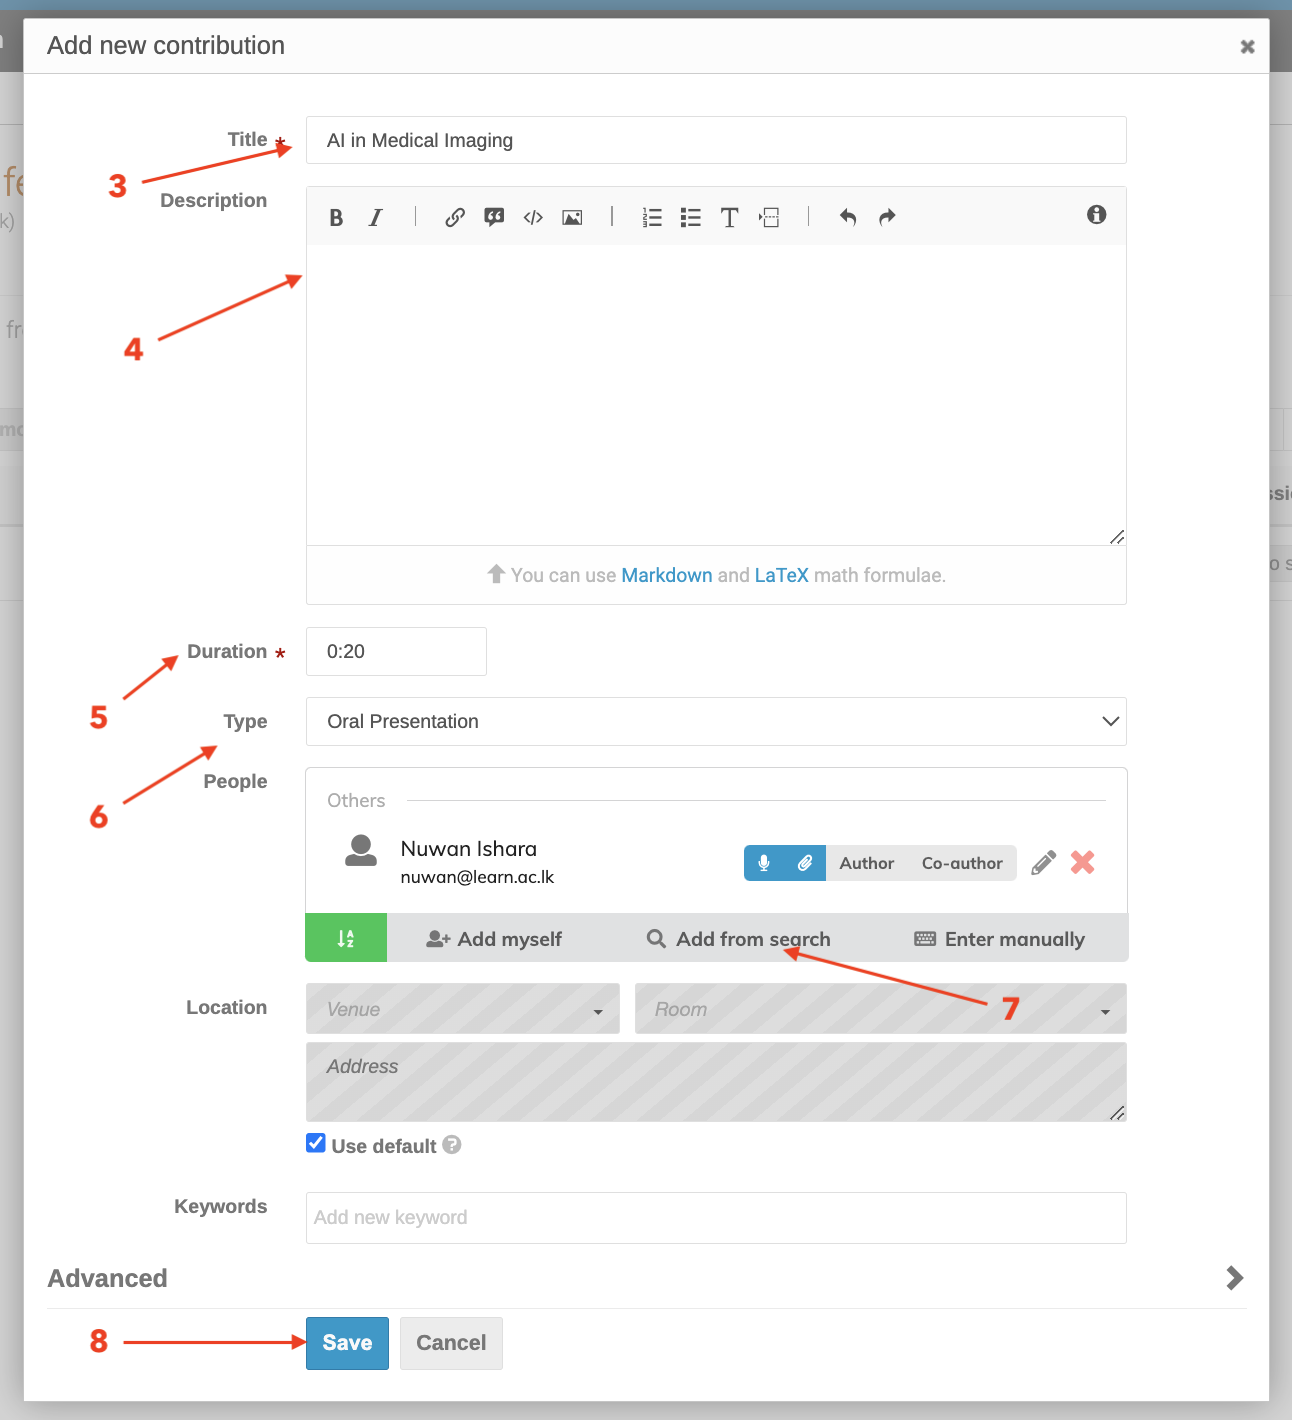 Add new contribution
Title *
AI in Medical Imaging
3
Description
4
You can use Markdown and LaTeX math formulae.
Duration *
0:20
5
Type
Oral Presentation
6
People
Others
Nuwan Ishara
nuwan@learn.ac.lk
Author Co-author
Add myself Add from search Enter manually
7
Location
Venue Room
Address
Use default
Keywords
Add new keyword
Advanced
8
Save Cancel